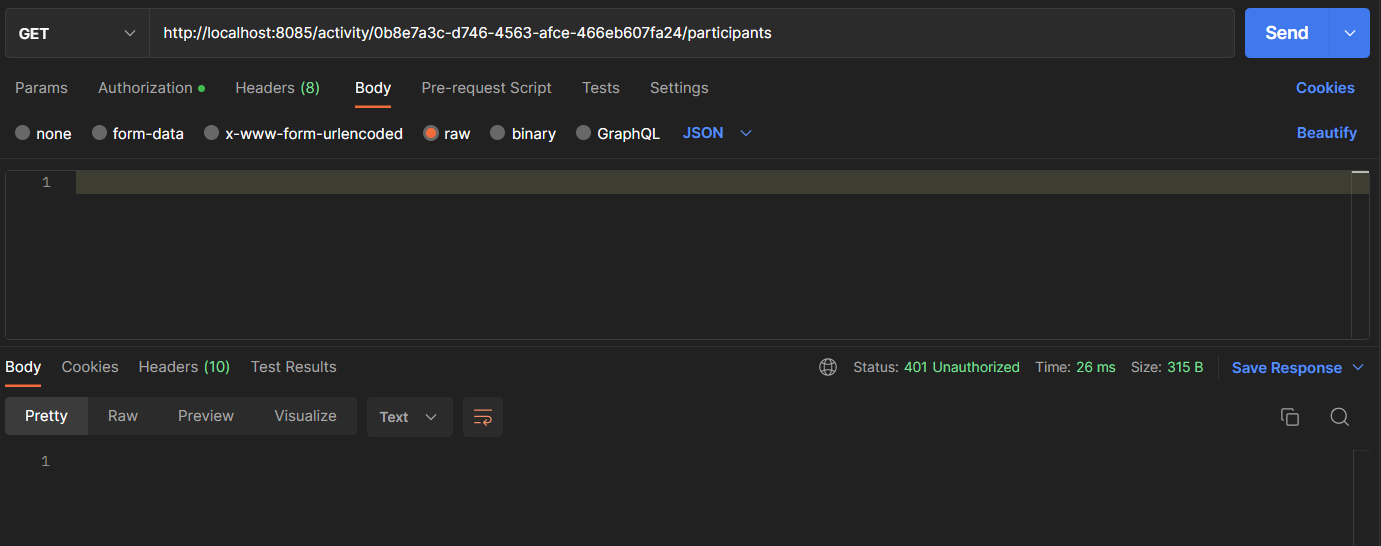 GET http://localhost:8085/activity/0b8e7a3c-d746-4563-afce-466eb607fa24/participants Send
Params Authorization Headers (8) Body Pre-request Script Tests Settings Cookies
none form-data x-www-form-urlencoded raw binary GraphQL JSON Beautify
1
Body Cookies Headers (10) Test Results Status: 401 Unauthorized Time: 26 ms Size: 315 B Save Response
Pretty Raw Preview Visualize Text
1